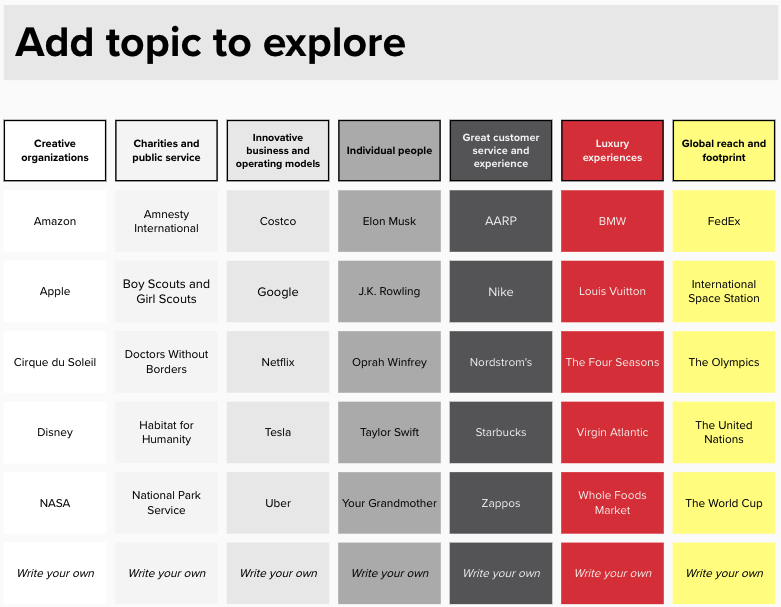 Add topic to explore
Creative
organizations
Charities and
public service
Innovative
business and
operating models
Individual people
Great customer
service and
experience
Luxury
experiences
Global reach and
footprint
Amazon
Amnesty
International
Costco
Elon Musk
AARP
BMW
FedEx
Apple
Boy Scouts and
Girl Scouts
Google
J.K. Rowling
Nike
Louis Vuitton
International
Space Station
Cirque du Soleil
Doctors Without
Borders
Netflix
Oprah Winfrey
Nordstrom's
The Four Seasons
The Olympics
Disney
Habitat for
Humanity
Tesla
Taylor Swift
Starbucks
Virgin Atlantic
The United
Nations
NASA
National Park
Service
Uber
Your Grandmother
Zappos
Whole Foods
Market
The World Cup
Write your own
Write your own
Write your own
Write your own
Write your own
Write your own
Write your own